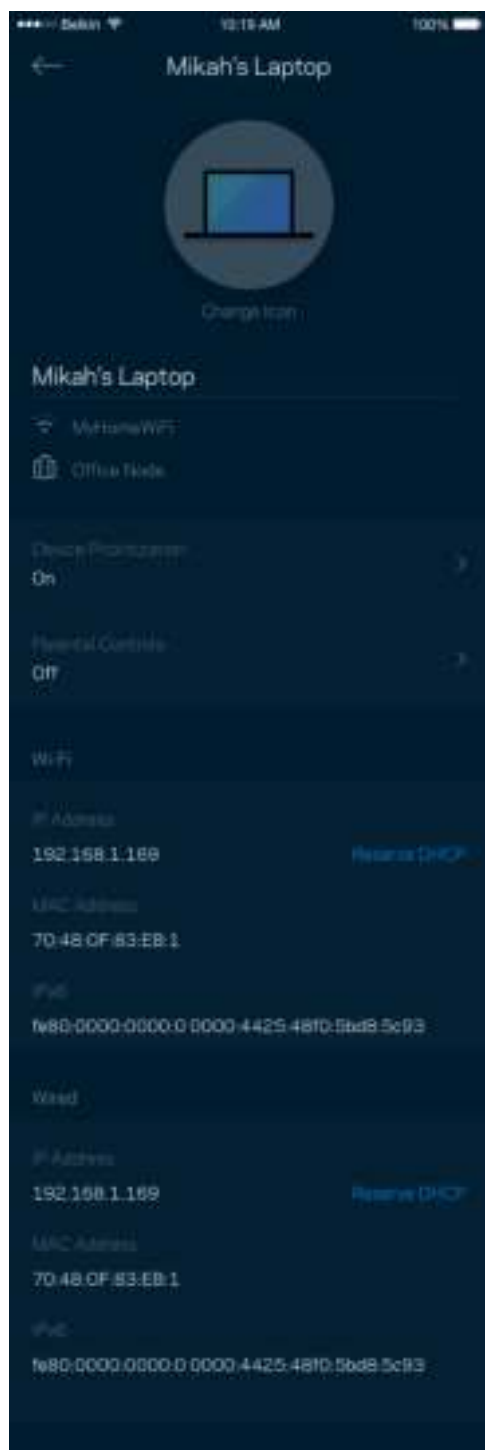 Belkin 10:19 AM 100%
Mikah's Laptop
Change Icon
Mikah's Laptop
MyHomeWiFi
Office Node
Device Prioritization
On
Parental Controls
Off
Wi-Fi
IP Address
192.168.1.169 Reserve DHCP
MAC Address
70:48:0F:83:EB:1
IPv6
fe80:0000:0000:0:0000:4425:48f0:5bd8:5c93
Wired
IP Address
192.168.1.169 Reserve DHCP
MAC Address
70:48:0F:83:EB:1
IPv6
fe80:0000:0000:0:0000:4425:48f0:5bd8:5c93